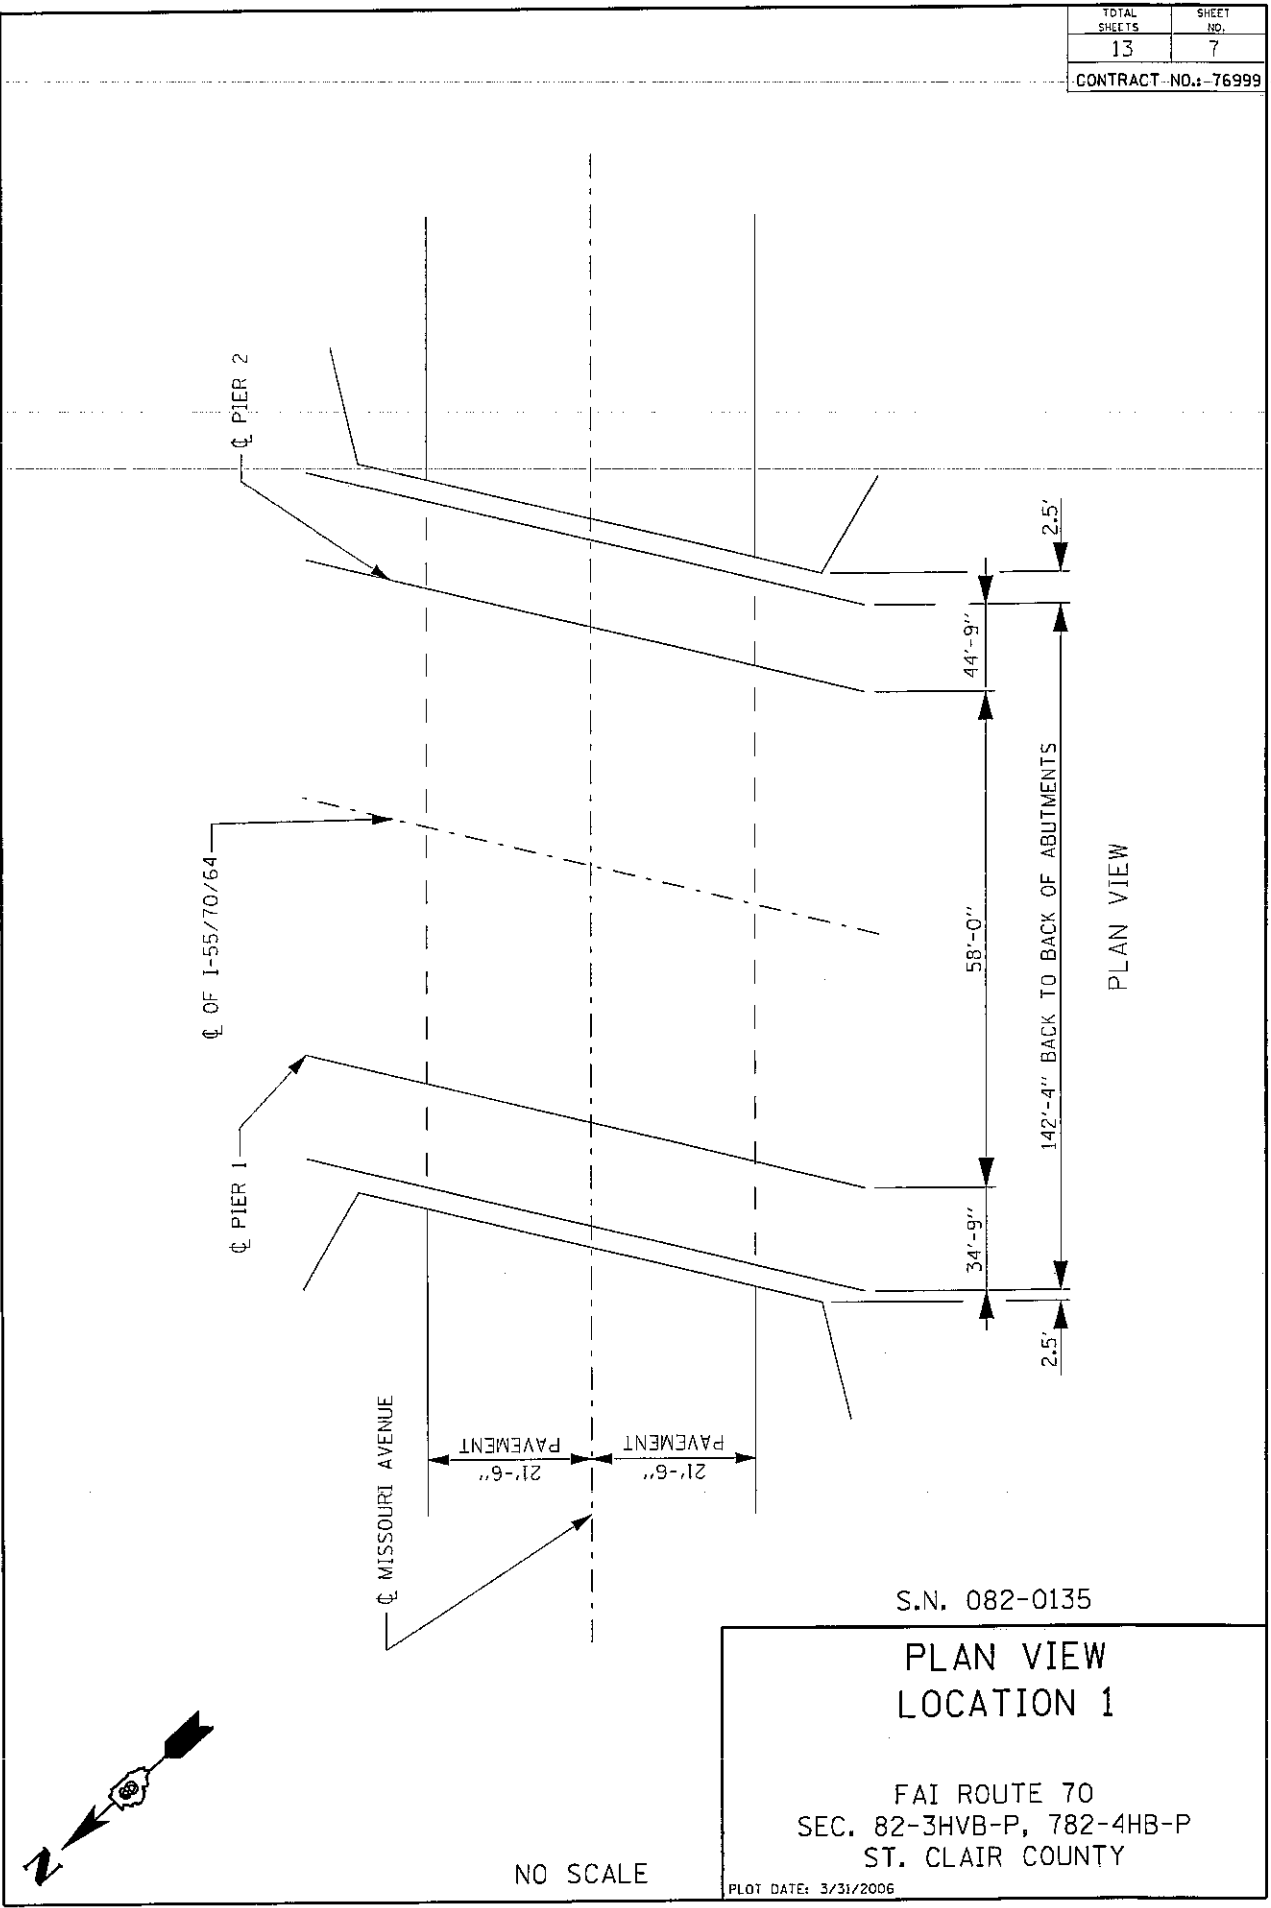 TOTAL SHEETS SHEET NO.
13 7
CONTRACT NO.: 76999
℄ PIER 2
2.5'
44'-9"
℄ OF I-55/70/64
58'-0"
142'-4" BACK TO BACK OF ABUTMENTS
PLAN VIEW
℄ PIER 1
34'-9"
2.5'
℄ MISSOURI AVENUE
21'-6"
PAVEMENT
21'-6"
PAVEMENT
S.N. 082-0135
PLAN VIEW
LOCATION 1
FAI ROUTE 70
SEC. 82-3HVB-P, 782-4HB-P
ST. CLAIR COUNTY
PLOT DATE: 3/31/2006
NO SCALE
N